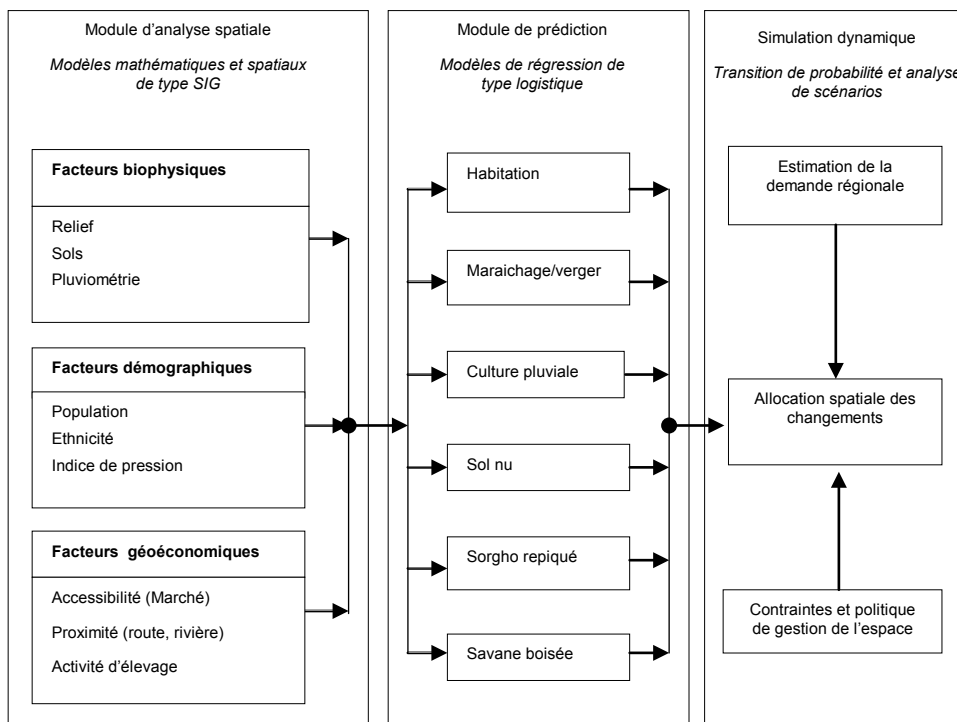 Module d'analyse spatiale
Modèles mathématiques et spatiaux
de type SIG
Facteurs biophysiques
Relief
Sols
Pluviométrie
Facteurs démographiques
Population
Ethnicité
Indice de pression
Facteurs géoéconomiques
Accessibilité (Marché)
Proximité (route, rivière)
Activité d'élevage
Module de prédiction
Modèles de régression de
type logistique
Habitation
Maraichage/verger
Culture pluviale
Sol nu
Sorgho repiqué
Savane boisée
Simulation dynamique
Transition de probabilité et analyse
de scénarios
Estimation de la
demande régionale
Allocation spatiale des
changements
Contraintes et politique
de gestion de l'espace